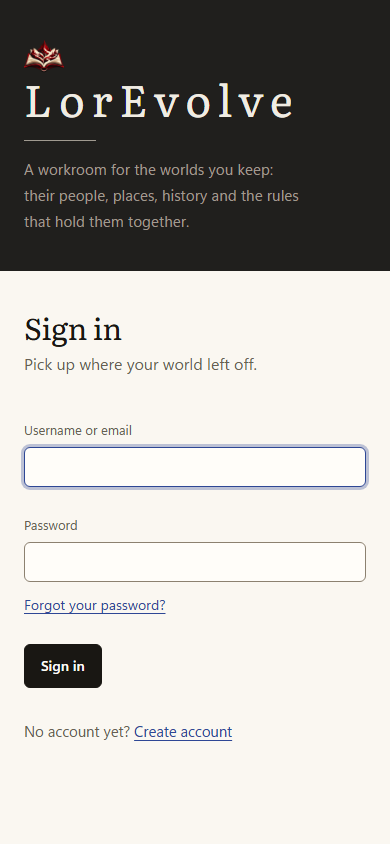 LorEvolve
A workroom for the worlds you keep:
their people, places, history and the rules
that hold them together.
Sign in
Pick up where your world left off.
Username or email
Password
Forgot your password?
Sign in
No account yet? Create account